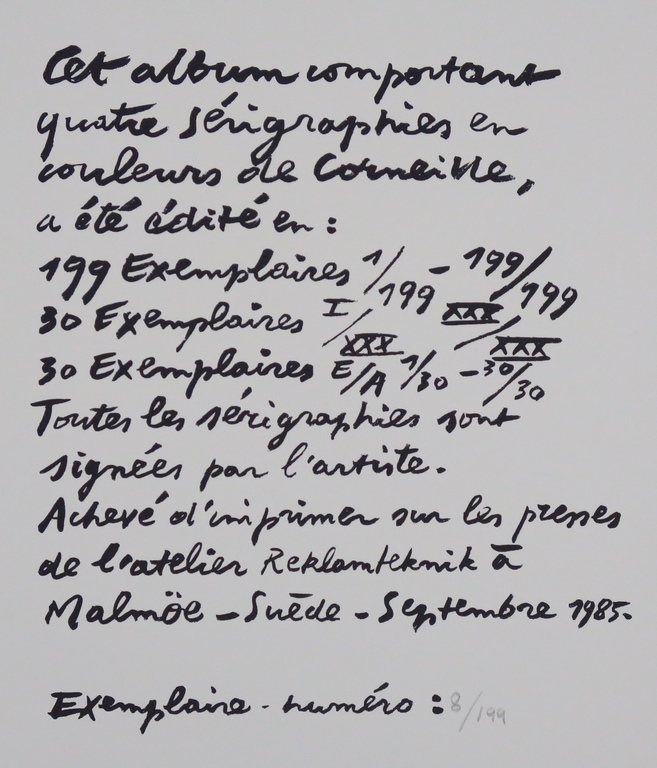 Cet album comportant
quatre sérigraphies en
couleurs de Corneille,
a été édité en :
199 Exemplaires 1/199 - 199/199
30 Exemplaires I/XXX XXX/XXX
30 Exemplaires E/A 1/30 - 30/30
Toutes les sérigraphies sont
signées par l'artiste.
Achevé d'imprimer sur les presses
de l'atelier Reklamteknik à
Malmöe - Suède - Septembre 1985.
Exemplaire - numéro : 8/199